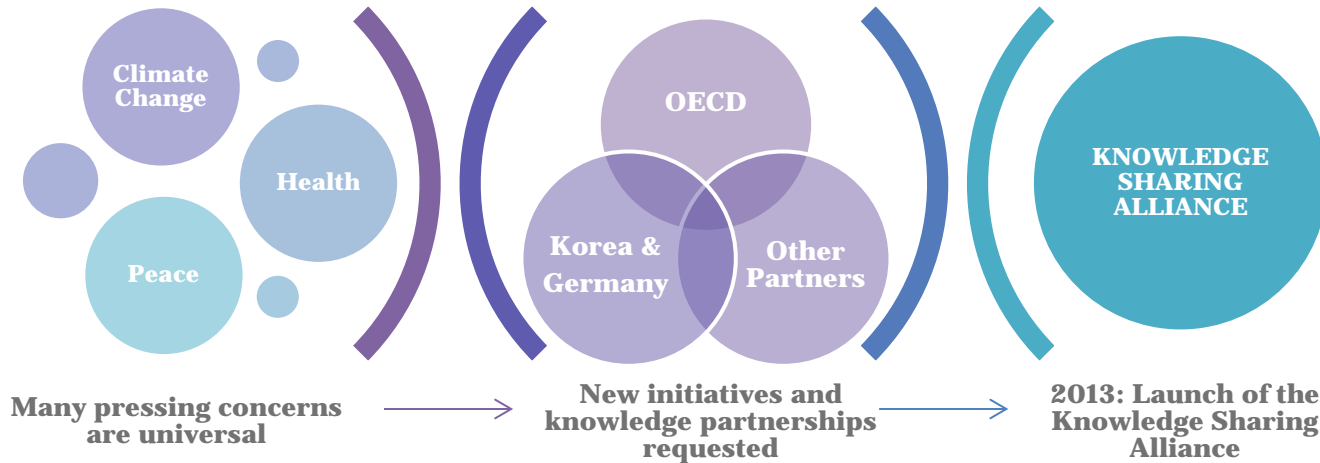 Climate
Change
Health
Peace
Many pressing concerns
are universal
OECD
Korea &
Germany
Other
Partners
New initiatives and
knowledge partnerships
requested
KNOWLEDGE
SHARING
ALLIANCE
2013: Launch of the
Knowledge Sharing
Alliance